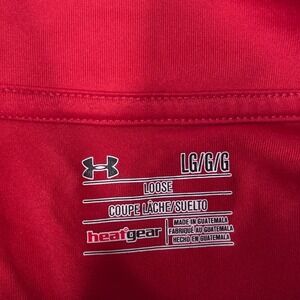 LG/G/G
LOOSE
COUPE LÂCHE/SUELTO
heatgear
MADE IN GUATEMALA
FABRIQUÉ AU GUATEMALA
HECHO EN GUATEMALA